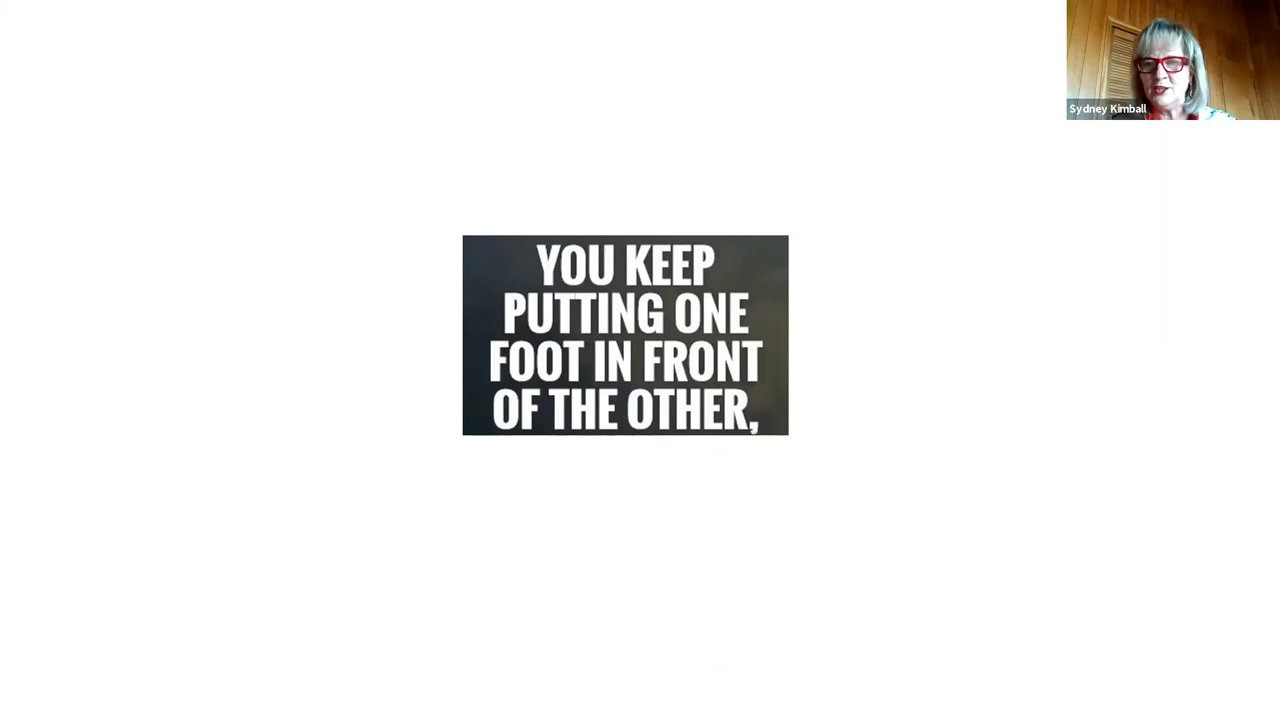 Sydney Kimball
YOU KEEP
PUTTING ONE
FOOT IN FRONT
OF THE OTHER,